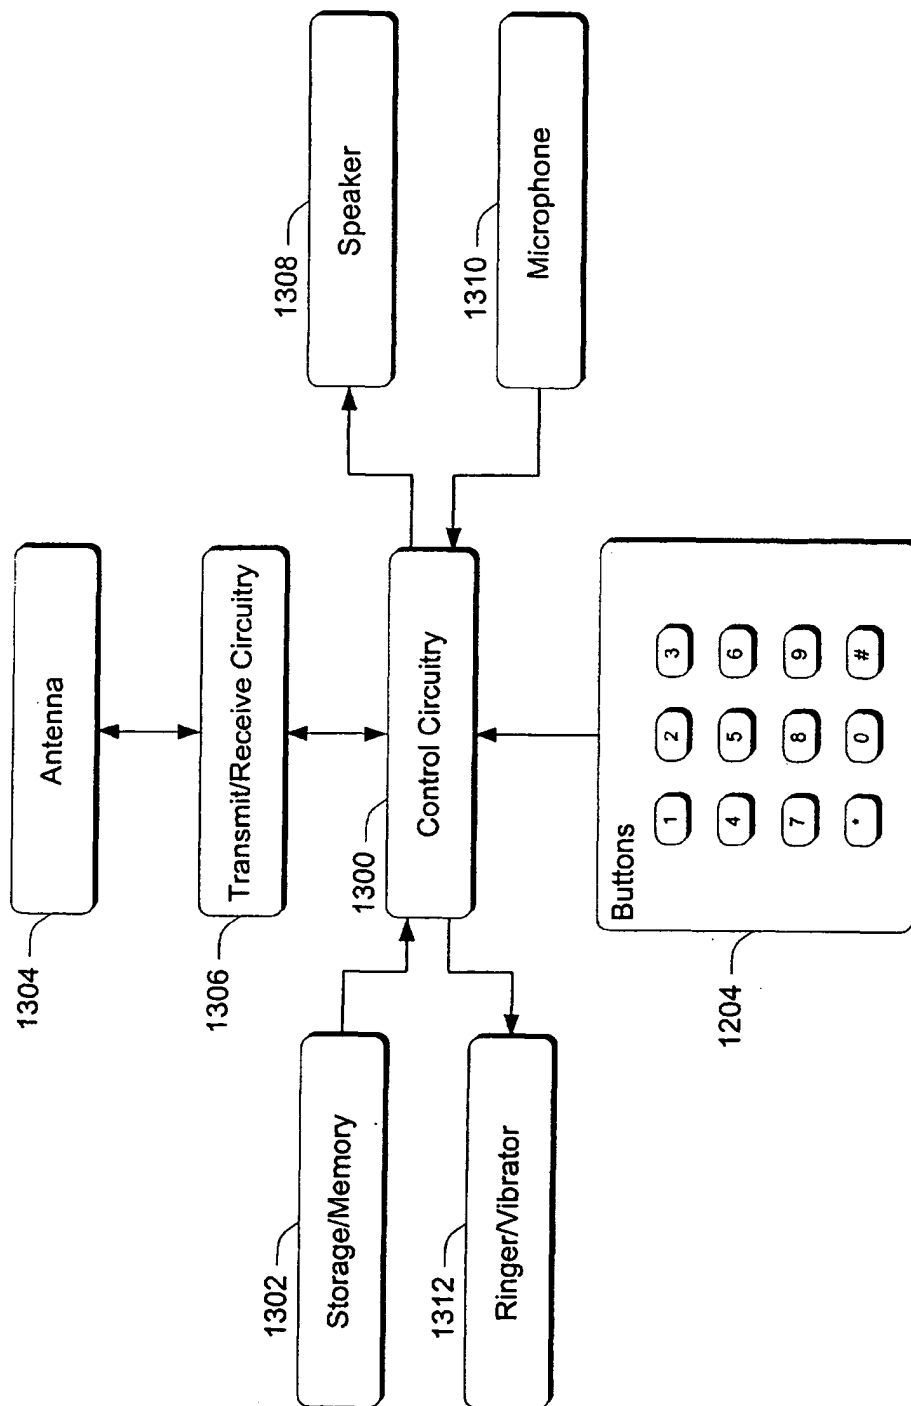 Antenna
1304
Transmit/Receive Circuitry
1306
Storage/Memory
1302
Control Circuitry
1300
Speaker
1308
Ringer/Vibrator
1312
Microphone
1310
Buttons
1 2 3
4 5 6
7 8 9
* 0 #
1204